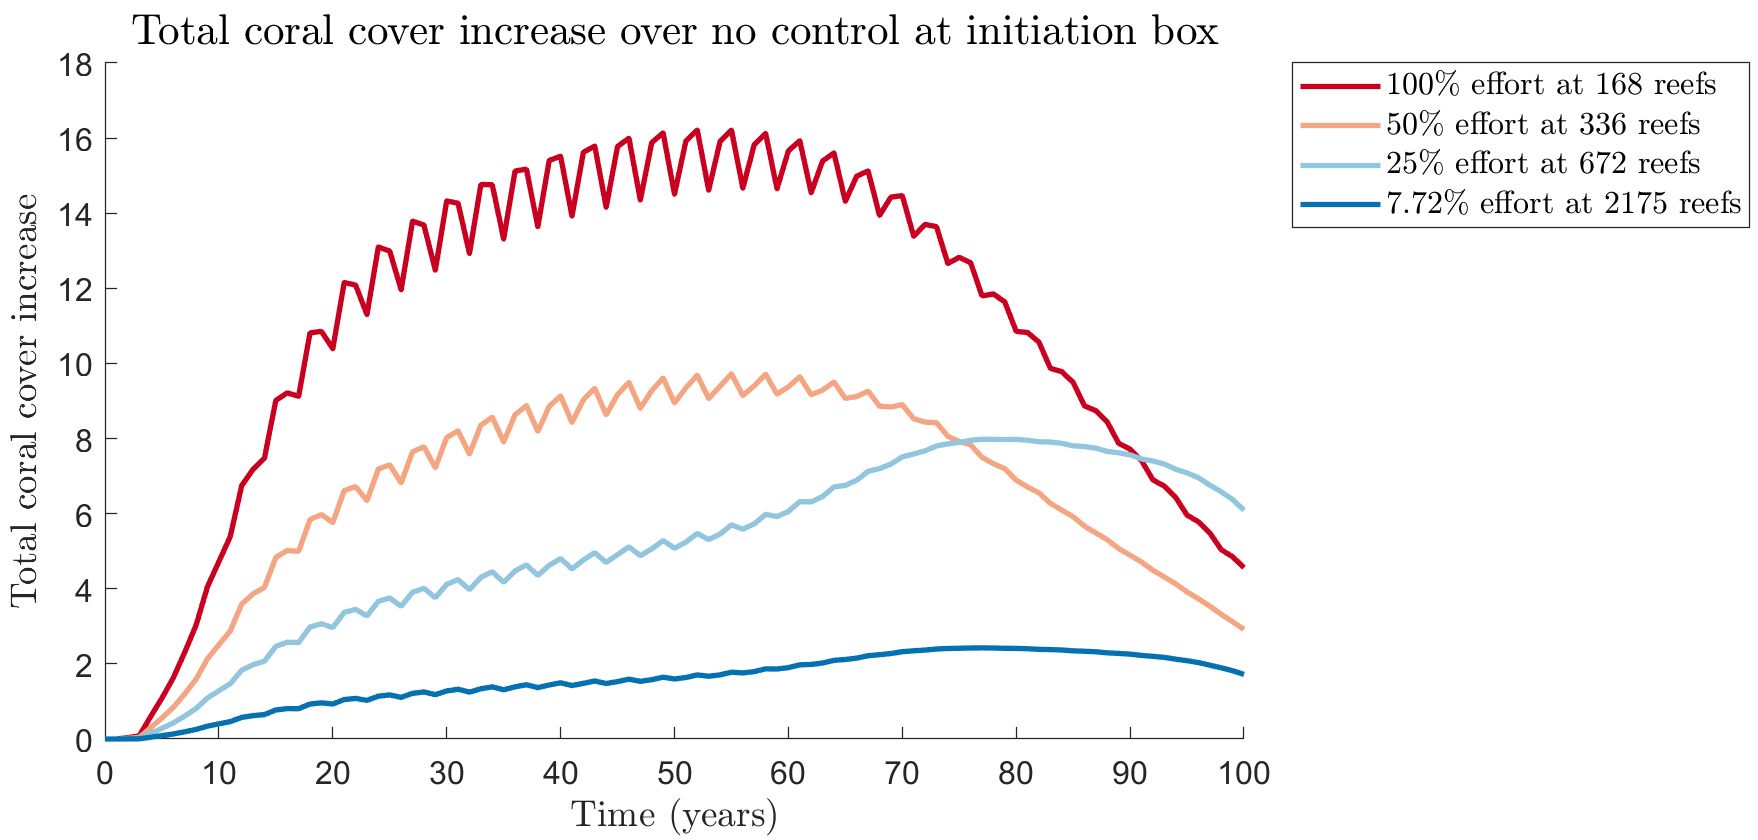 Total coral cover increase over no control at initiation box
18
16
14
12
10
8
6
4
2
0
Total coral cover increase
0 10 20 30 40 50 60 70 80 90 100
Time (years)
100% effort at 168 reefs
50% effort at 336 reefs
25% effort at 672 reefs
7.72% effort at 2175 reefs